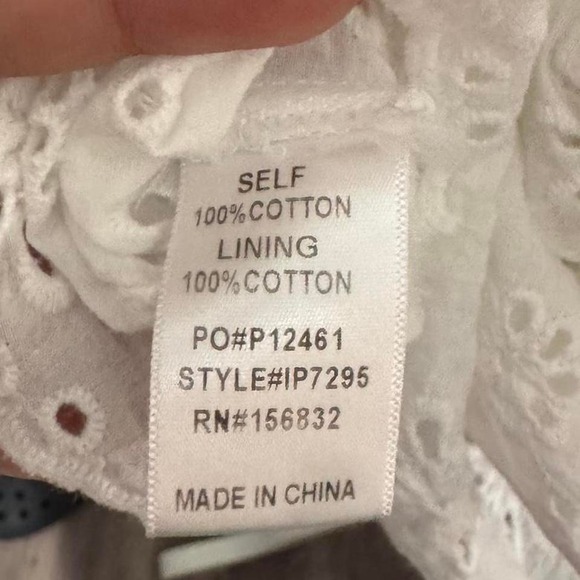 SELF
100%COTTON
LINING
100%COTTON
PO#P12461
STYLE#IP7295
RN#156832
MADE IN CHINA